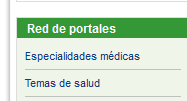 Red de portales
Especialidades médicas
Temas de salud